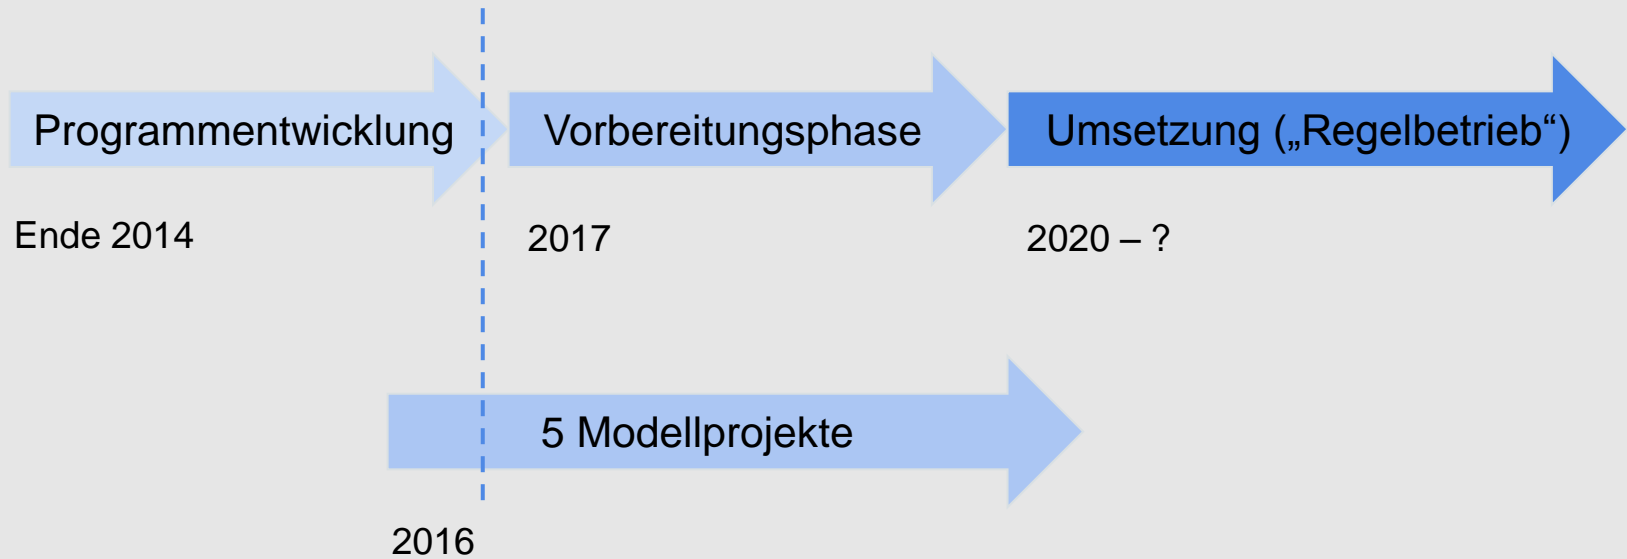 Programmentwicklung
Vorbereitungsphase
Umsetzung („Regelbetrieb“)
Ende 2014
2017
2020 – ?
5 Modellprojekte
2016